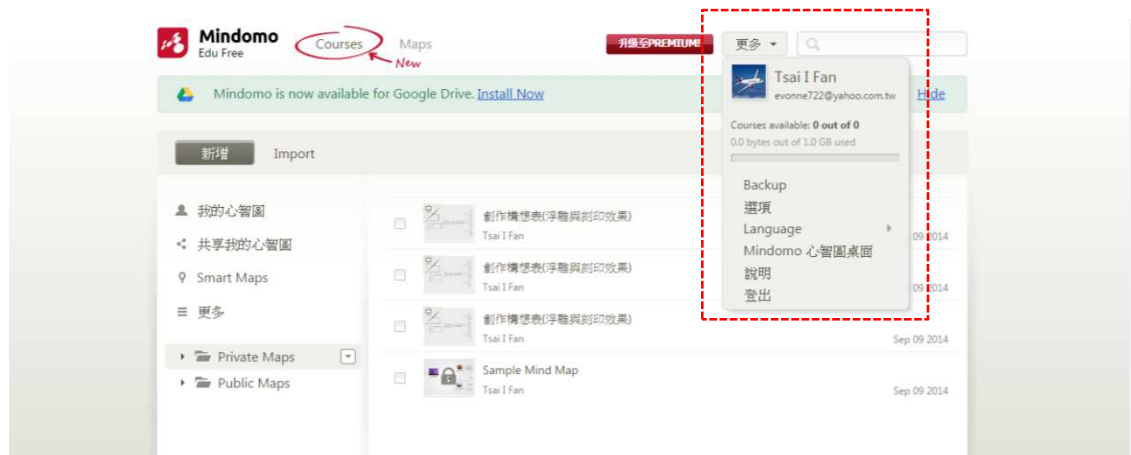 Mindomo
Edu Free
Courses
Maps
New
升級至PREMIUM!
更多
Tsai I Fan
evonne722@yahoo.com.tw
Mindomo is now available for Google Drive. Install Now
Hide
Courses available: 0 out of 0
0.0 bytes out of 1.0 GB used
新增
Import
Backup
選項
Language
Mindomo 心智圖桌面
說明
登出
我的心智圖
共享我的心智圖
Smart Maps
更多
Private Maps
Public Maps
創作構想表(浮雕與刻印效果)
Tsai I Fan
09 2014
創作構想表(浮雕與刻印效果)
Tsai I Fan
09 2014
創作構想表(浮雕與刻印效果)
Tsai I Fan
Sep 09 2014
Sample Mind Map
Tsai I Fan
Sep 09 2014